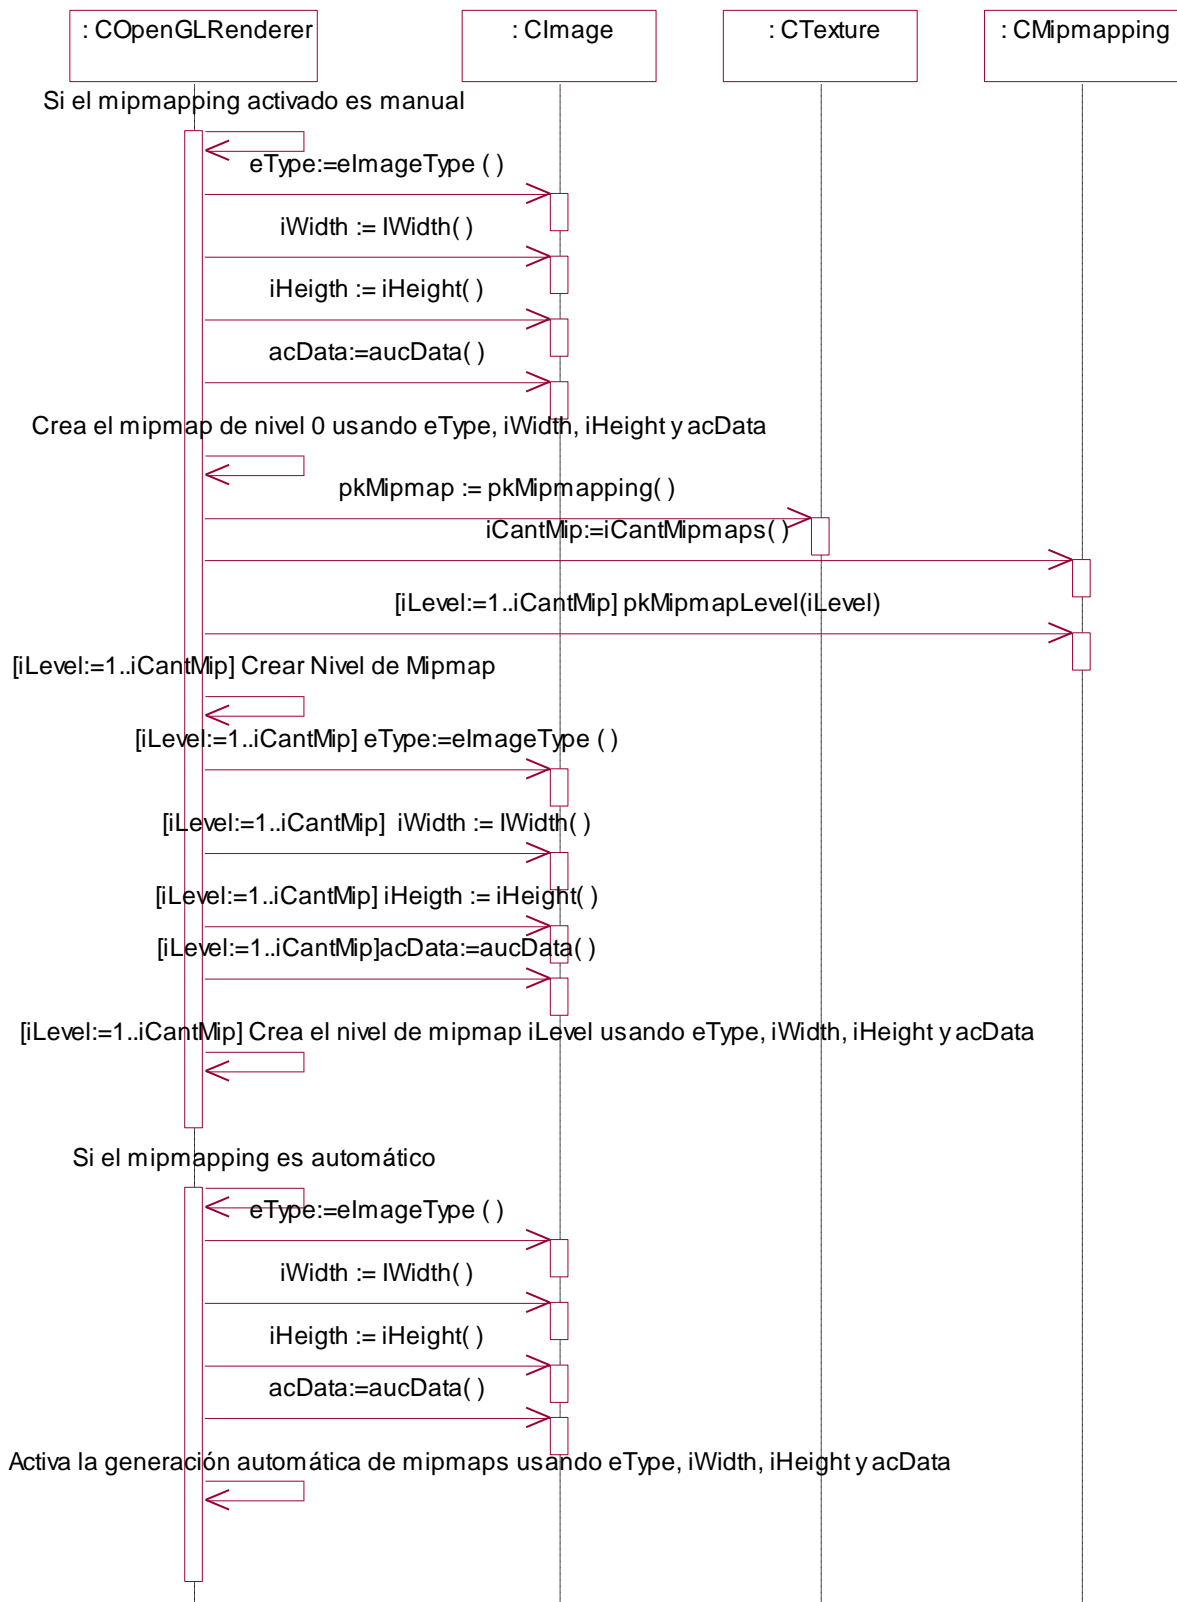 : COpenGLRenderer
: CImage
: CTexture
: CMipmapping
Si el mipmapping activado es manual
eType:=eImageType ( )
iWidth := IWidth( )
iHeigth := iHeight( )
acData:=aucData( )
Crea el mipmap de nivel 0 usando eType, iWidth, iHeight y acData
pkMipmap := pkMipmapping( )
iCantMip:=iCantMipmaps( )
[iLevel:=1..iCantMip] pkMipmapLevel(iLevel)
[iLevel:=1..iCantMip] Crear Nivel de Mipmap
[iLevel:=1..iCantMip] eType:=eImageType ( )
[iLevel:=1..iCantMip] iWidth := IWidth( )
[iLevel:=1..iCantMip] iHeigth := iHeight( )
[iLevel:=1..iCantMip]acData:=aucData( )
[iLevel:=1..iCantMip] Crea el nivel de mipmap iLevel usando eType, iWidth, iHeight y acData
Si el mipmapping es automático
eType:=eImageType ( )
iWidth := IWidth( )
iHeigth := iHeight( )
acData:=aucData( )
Activa la generación automática de mipmaps usando eType, iWidth, iHeight y acData